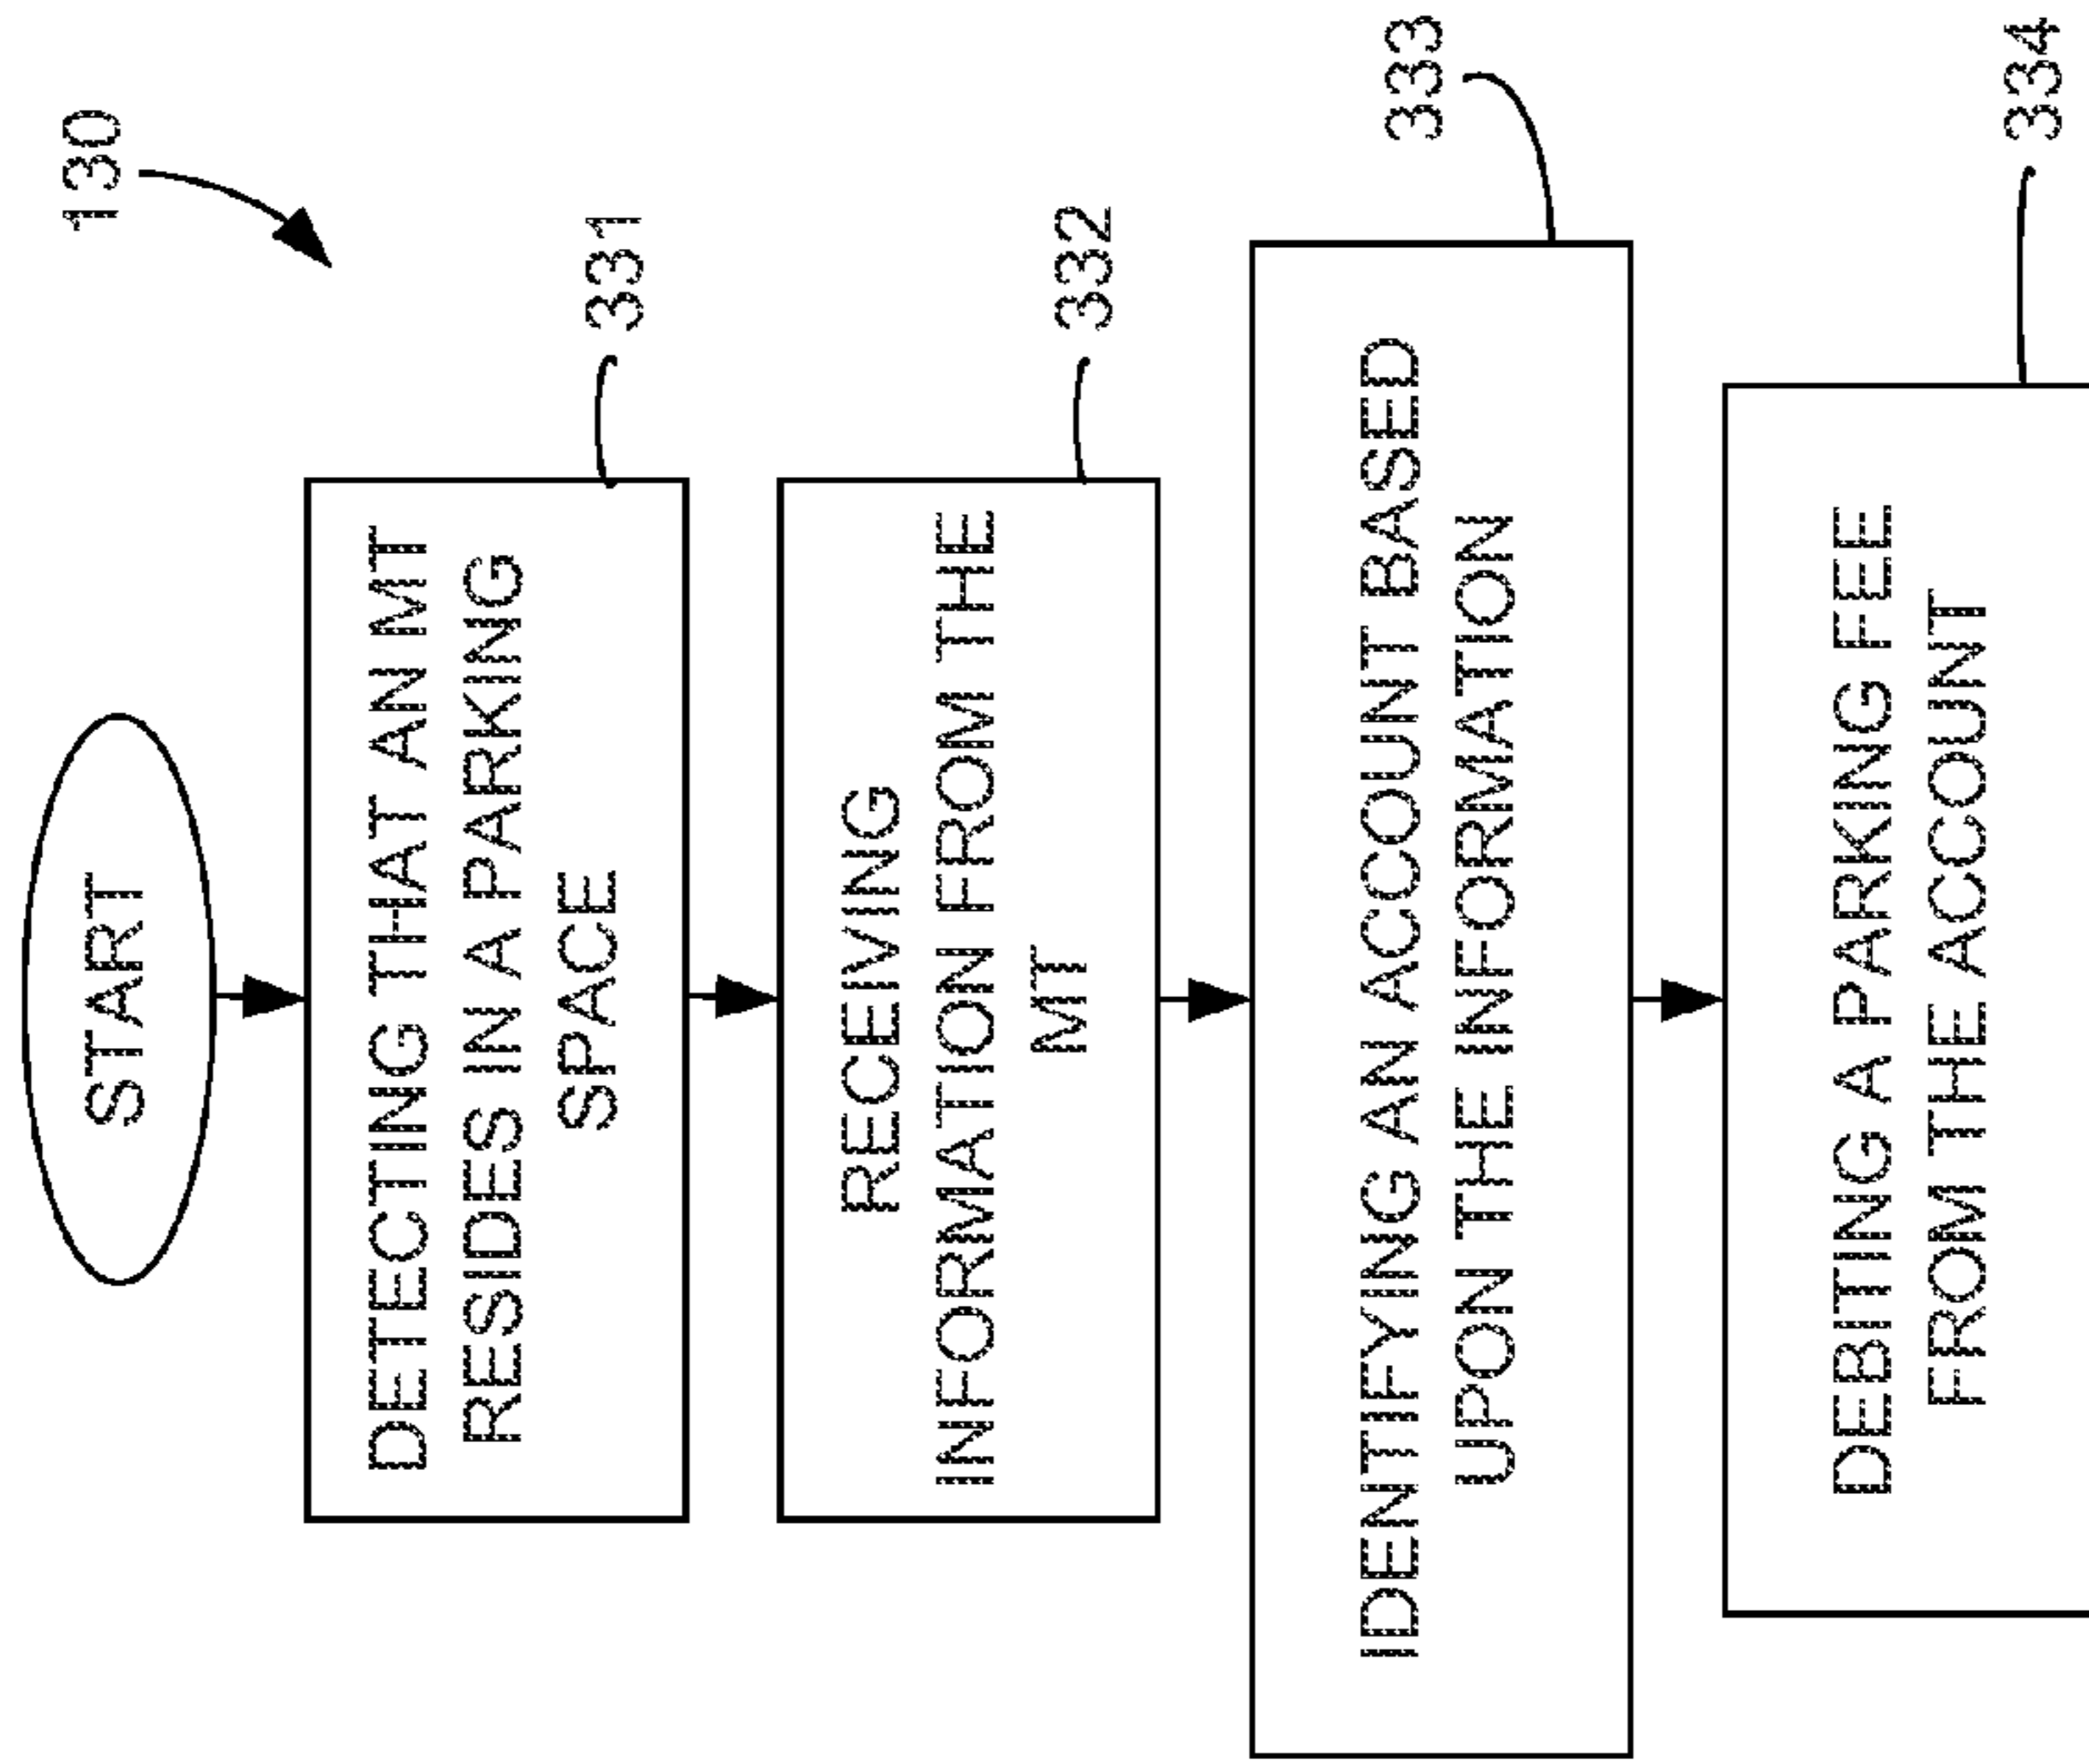 130
START
DETECTING THAT AN MT
RESIDES IN A PARKING
SPACE
331
RECEIVING
INFORMATION FROM THE
MT
332
IDENTIFYING AN ACCOUNT BASED
UPON THE INFORMATION
333
DEBITING A PARKING FEE
FROM THE ACCOUNT
334